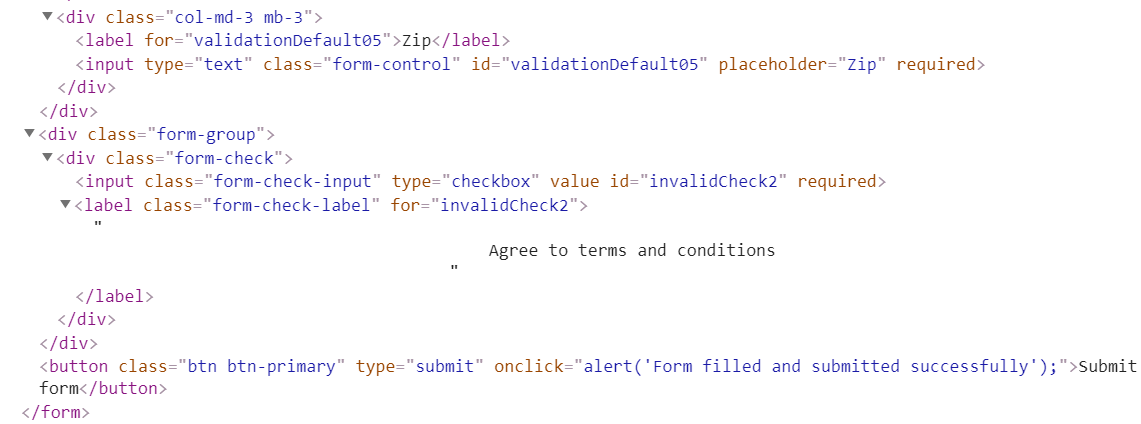 ▼<div class="col-md-3 mb-3">
<label for="validationDefault05">Zip</label>
<input type="text" class="form-control" id="validationDefault05" placeholder="Zip" required>
</div>
</div>
▼<div class="form-group">
▼<div class="form-check">
<input class="form-check-input" type="checkbox" value id="invalidCheck2" required>
▼<label class="form-check-label" for="invalidCheck2">
"
Agree to terms and conditions
"
</label>
</div>
</div>
<button class="btn btn-primary" type="submit" onclick="alert('Form filled and submitted successfully');">Submit
form</button>
</form>